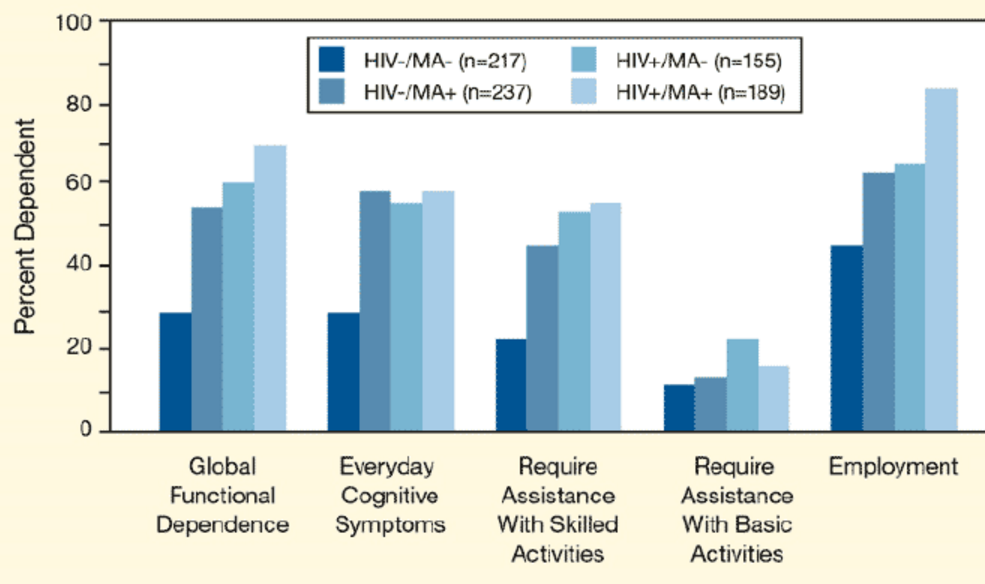 100
80
60
40
20
0
Percent Dependent
HIV-/MA- (n=217)
HIV-/MA+ (n=237)
HIV+/MA- (n=155)
HIV+/MA+ (n=189)
Global
Functional
Dependence
Everyday
Cognitive
Symptoms
Require
Assistance
With Skilled
Activities
Require
Assistance
With Basic
Activities
Employment